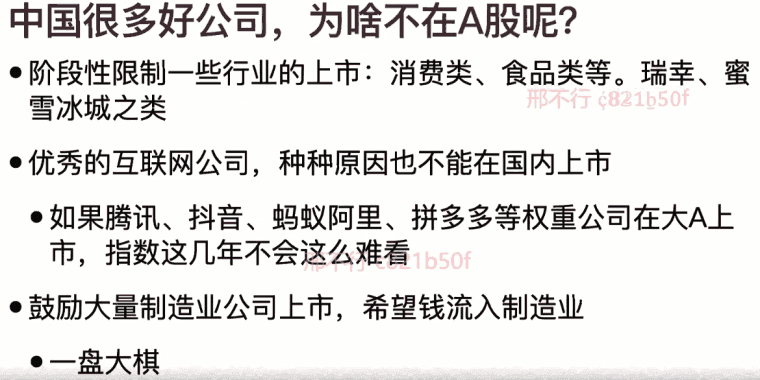 中国很多好公司，为啥不在A股呢？
•阶段性限制一些行业的上市：消费类、食品类等。瑞幸、蜜
雪冰城之类
邢不行
•优秀的互联网公司，种种原因也不能在国内上市
•如果腾讯、抖音、蚂蚁阿里、拼多多等权重公司在大A上
市，指数这几年不会这么难看
邢不行 c821b50f
•鼓励大量制造业公司上市，希望钱流入制造业
•一盘大棋